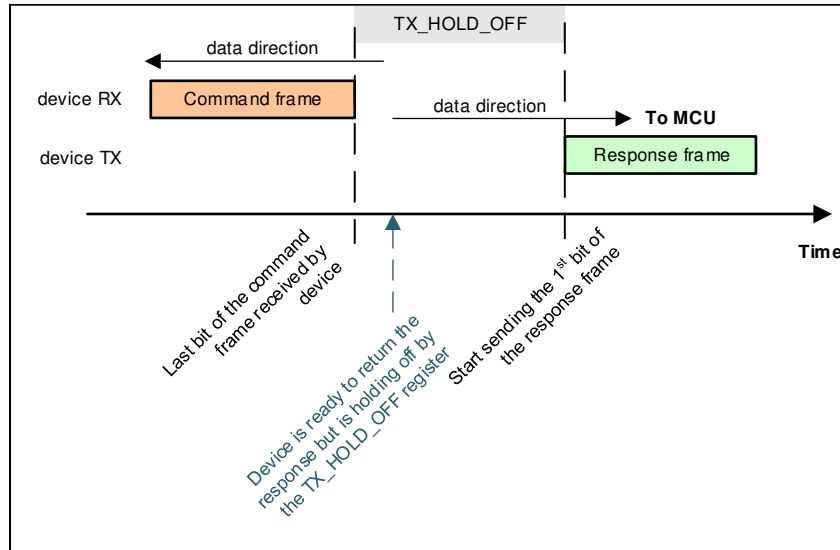 TX_HOLD_OFF
data direction
device RX
Command frame
data direction
To MCU
device TX
Response frame
Time
Last bit of the command
frame received by
device
Device is ready to return the
response but is holding off by
the TX_HOLD_OFF register
Start sending the 1st bit of
the response frame